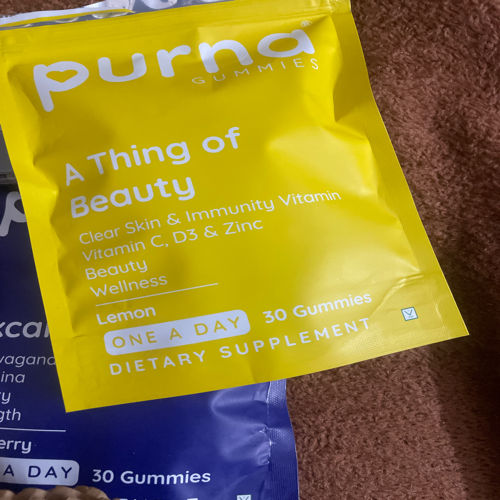 purna®
GUMMIES
A Thing of
Beauty
Clear Skin & Immunity Vitamin
Vitamin C, D3 & Zinc
Beauty
Wellness
Lemon
ONE A DAY 30 Gummies
DIETARY SUPPLEMENT
A DAY 30 Gummies